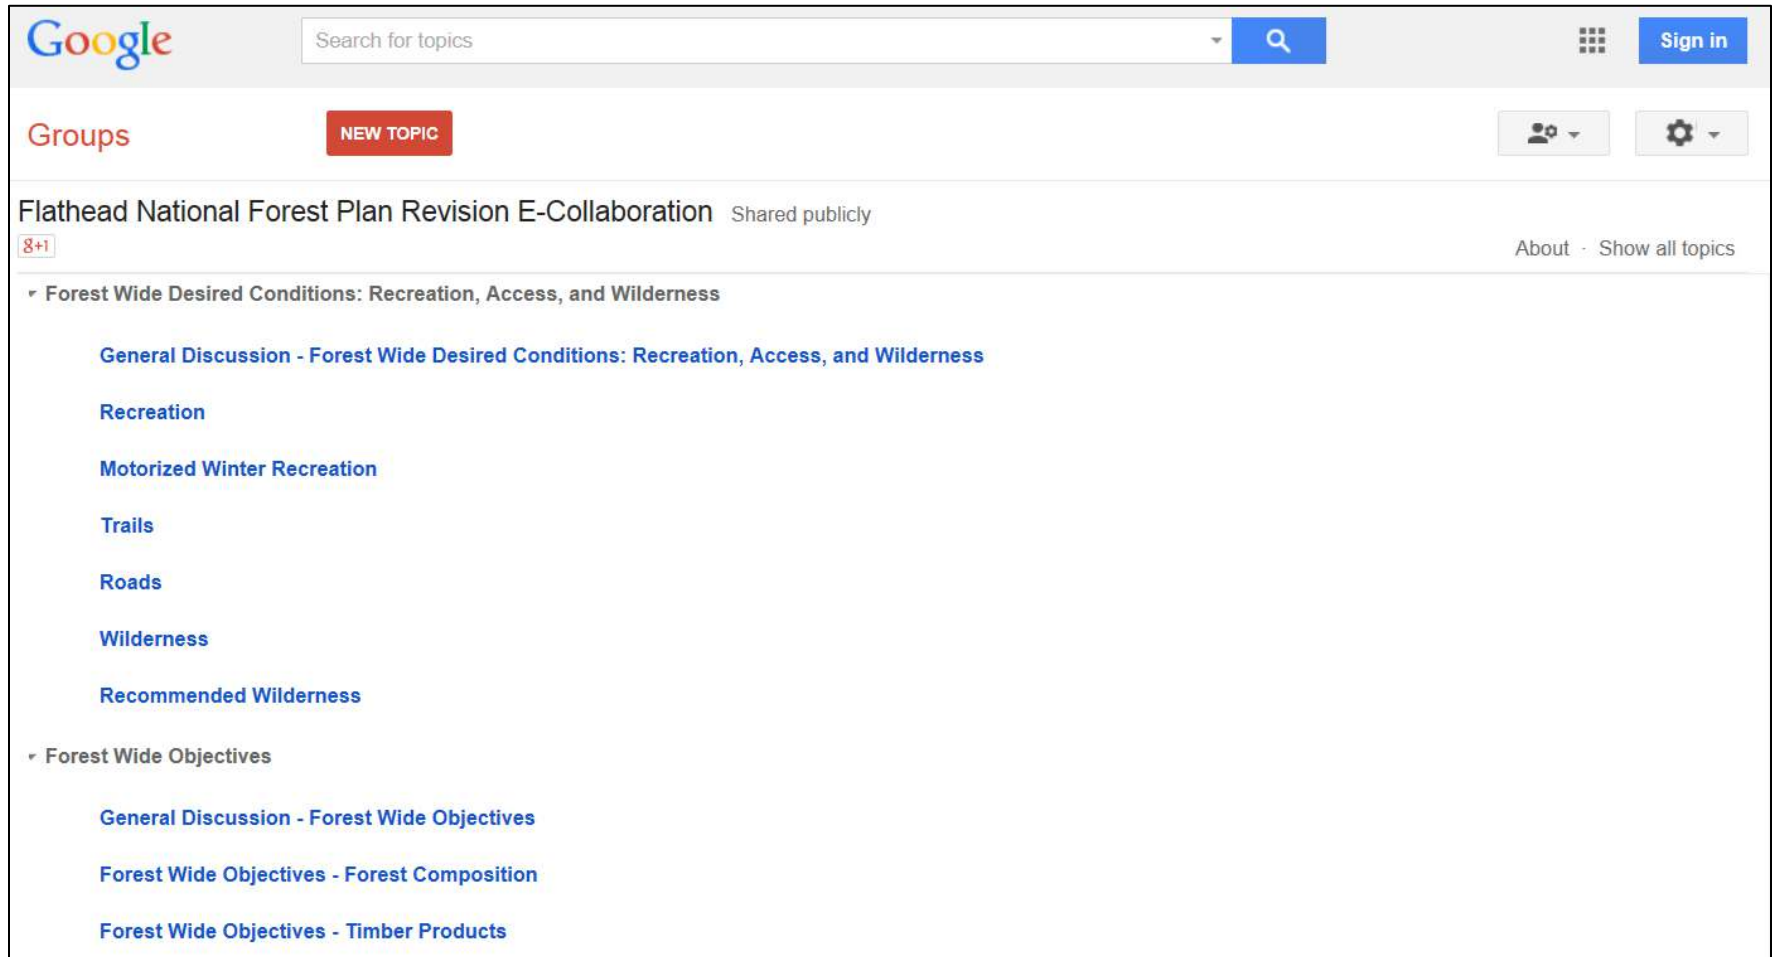 Google
Search for topics
Sign in
Groups
NEW TOPIC
Flathead National Forest Plan Revision E-Collaboration Shared publicly
g+1
About · Show all topics
Forest Wide Desired Conditions: Recreation, Access, and Wilderness
General Discussion - Forest Wide Desired Conditions: Recreation, Access, and Wilderness
Recreation
Motorized Winter Recreation
Trails
Roads
Wilderness
Recommended Wilderness
Forest Wide Objectives
General Discussion - Forest Wide Objectives
Forest Wide Objectives - Forest Composition
Forest Wide Objectives - Timber Products